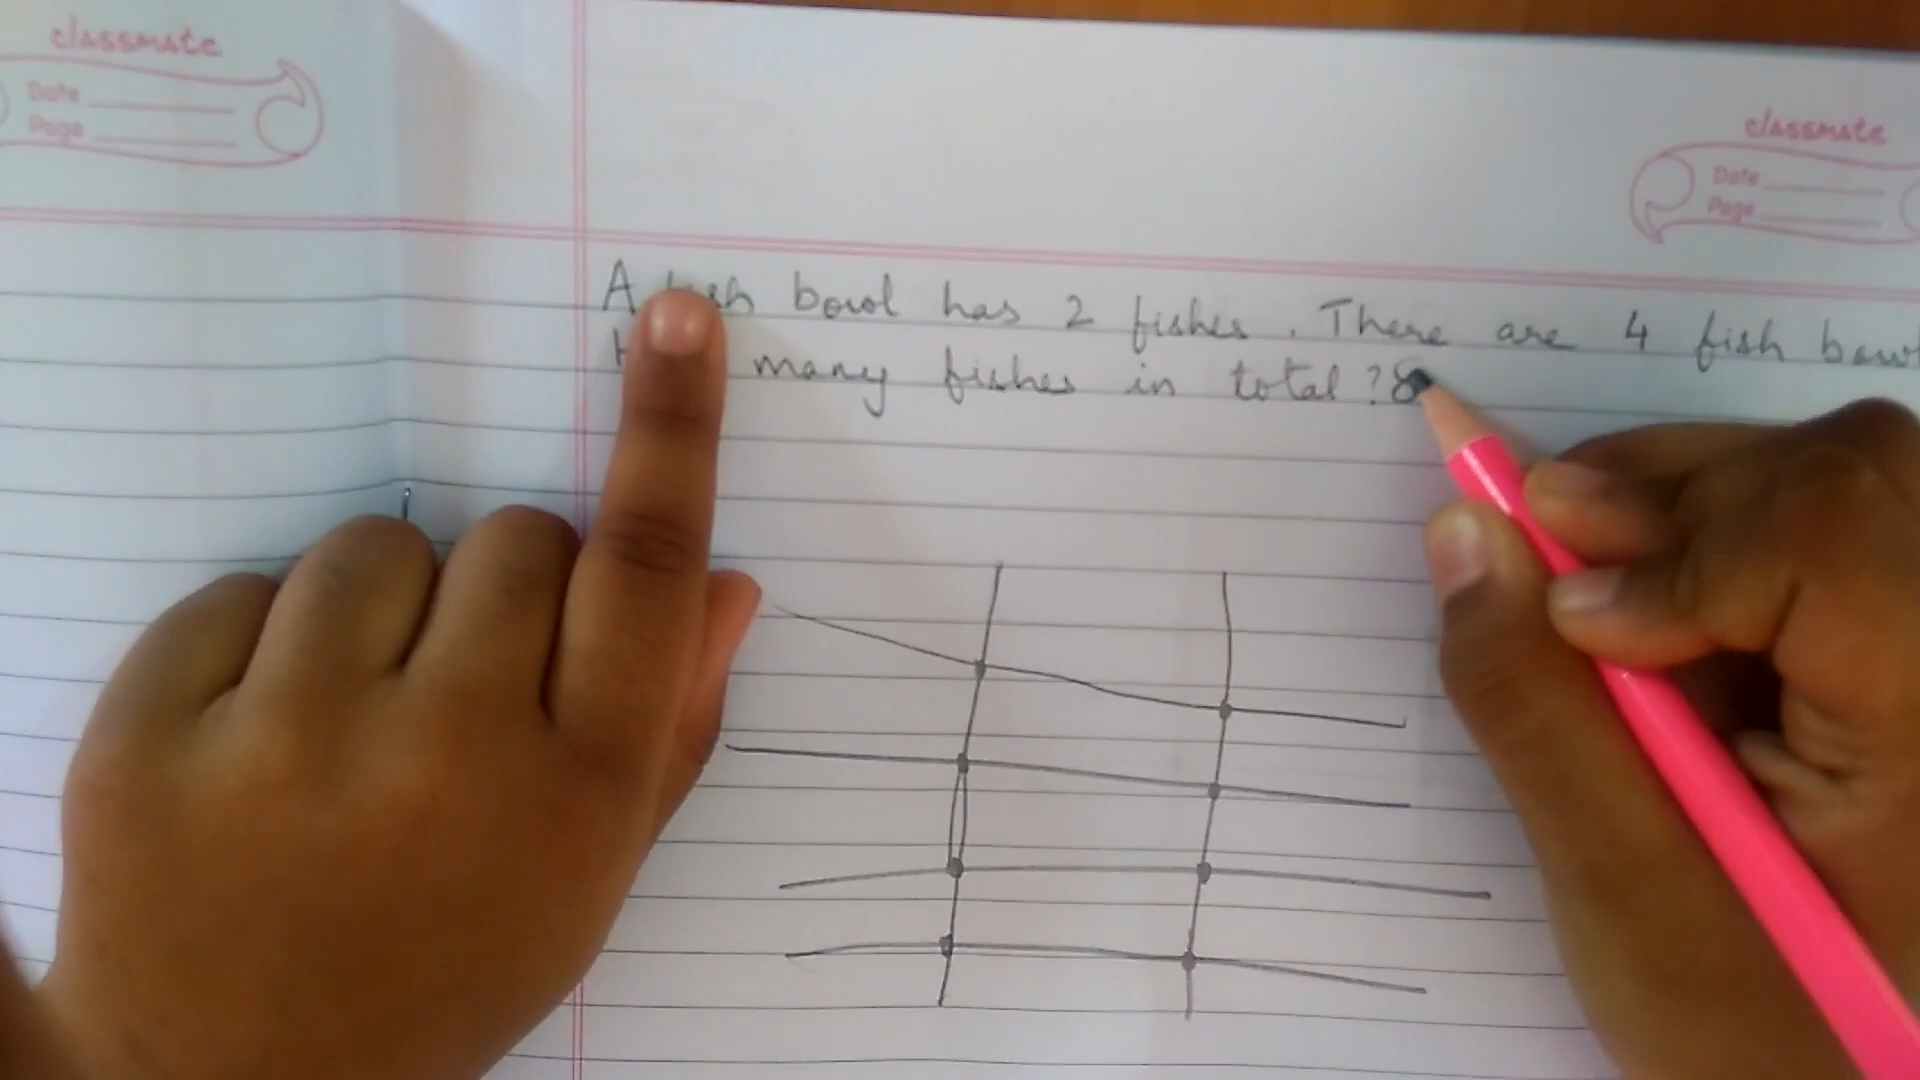 classmate
Date
Page
classmate
Date
Page
A bowl has 2 fishes. There are 4 fish
many fishes in total? 8